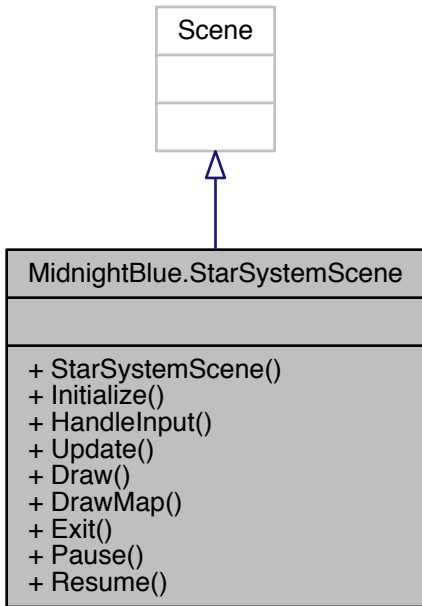 Scene
MidnightBlue.StarSystemScene
+ StarSystemScene()
+ Initialize()
+ HandleInput()
+ Update()
+ Draw()
+ DrawMap()
+ Exit()
+ Pause()
+ Resume()